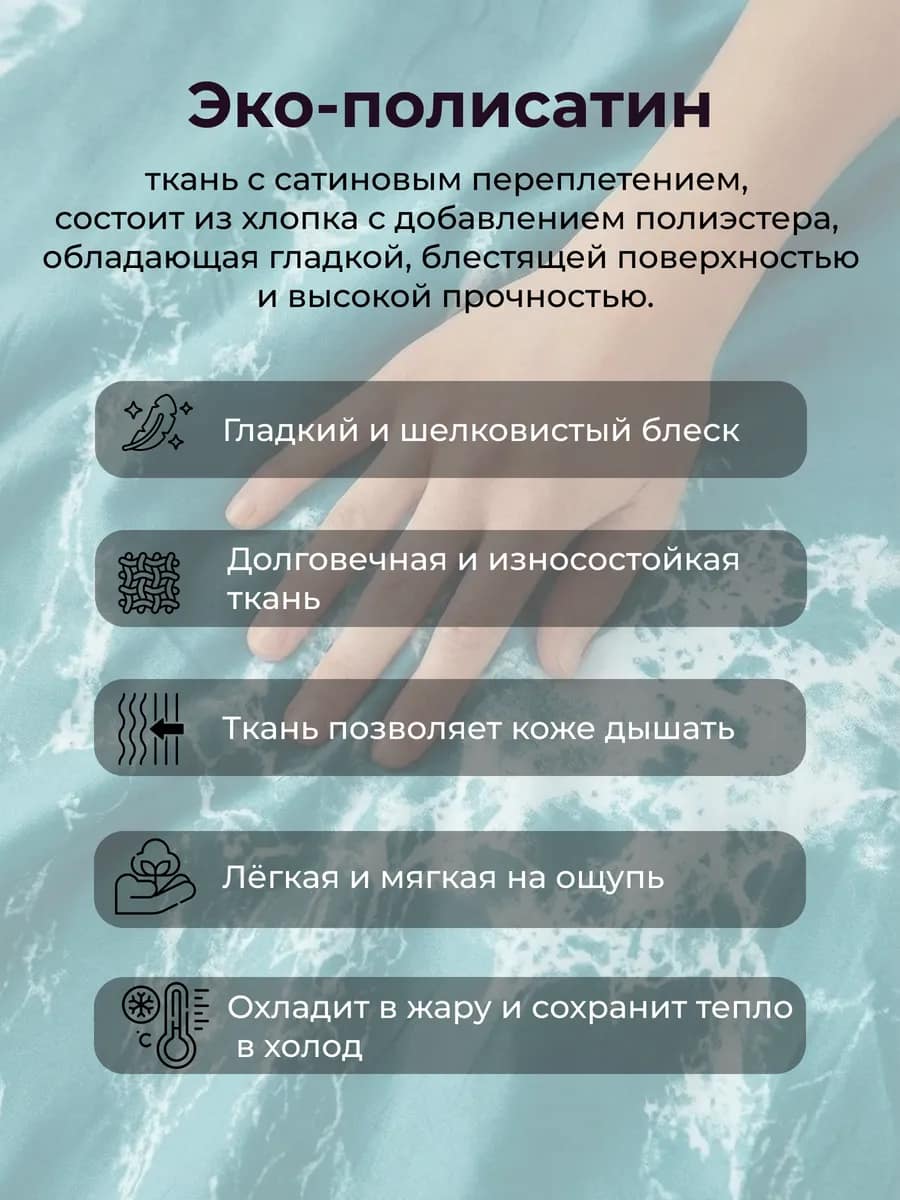 Эко-полисатин
ткань с сатиновым переплетением,
состоит из хлопка с добавлением полиэстера,
обладающая гладкой, блестящей поверхностью
и высокой прочностью.
Гладкий и шелковистый блеск
Долговечная и износостойкая
ткань
Ткань позволяет коже дышать
Лёгкая и мягкая на ощупь
°C
Охладит в жару и сохранит тепло
в холод